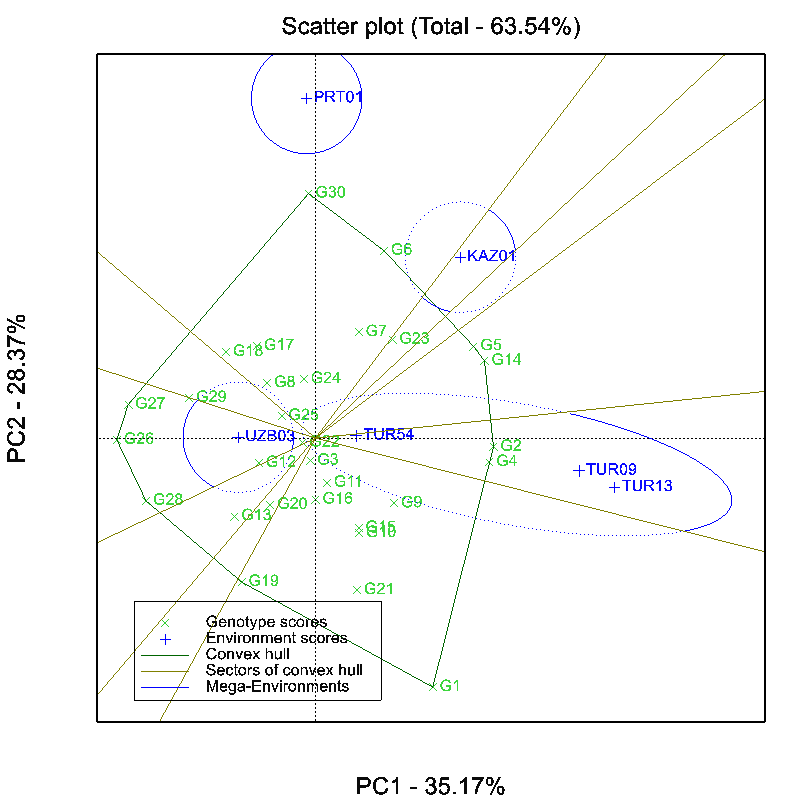 Scatter plot (Total - 63.54%)
PRT01
G30
G6
KAZ01
G7
G23
G17
G18
G5
G14
G24
G8
G29
G27
G25
TUR54
UZB03
G26
G22
G2
G3
G12
G4
TUR09
G11
TUR13
G28
G16
G20
G9
G13
G15
G10
G19
G21
Genotype scores
Environment scores
Convex hull
Sectors of convex hull
Mega-Environments
G1
PC2 - 28.37%
PC1 - 35.17%